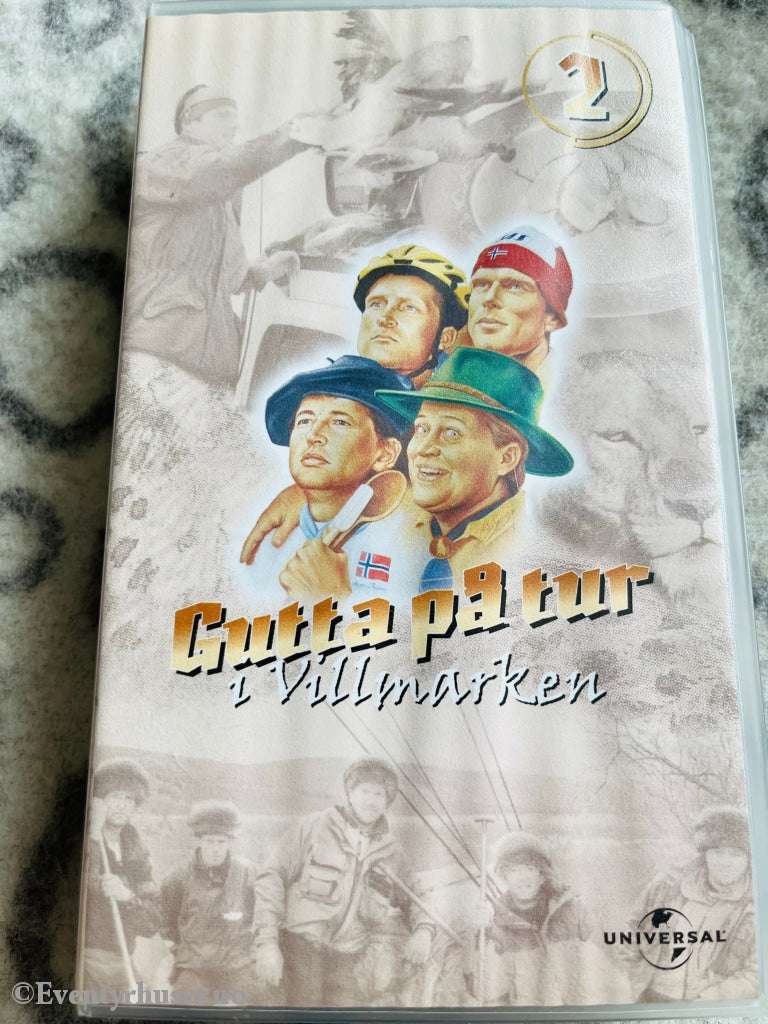 2
Gutta på tur
i Villmarken
UNIVERSAL
©Eventyrhuset.no